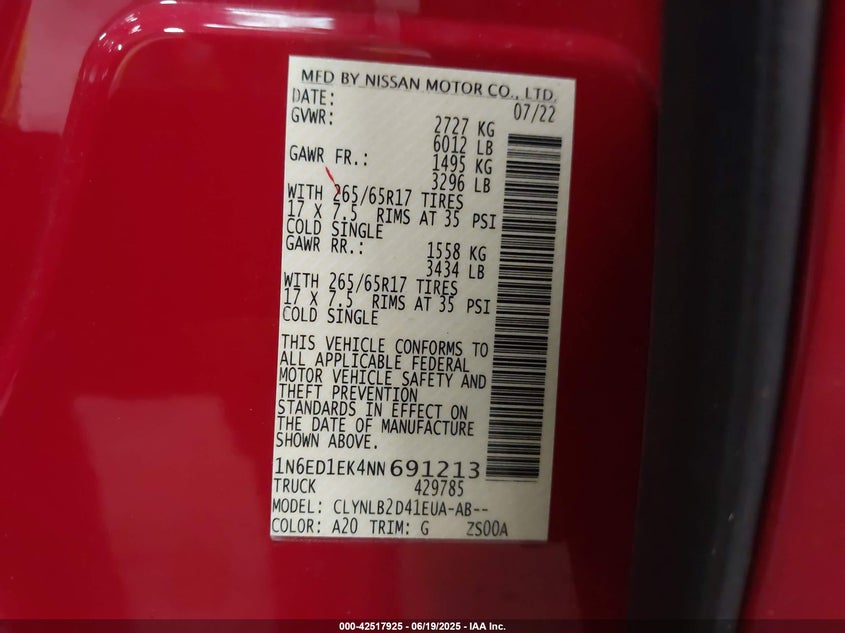 MFD BY NISSAN MOTOR CO., LTD.
DATE: 07/22
GVWR: 2727 KG
6012 LB
GAWR FR.: 1495 KG
3296 LB
WITH 265/65R17 TIRES
17 X 7.5 RIMS AT 35 PSI
COLD SINGLE
GAWR RR.: 1558 KG
3434 LB
WITH 265/65R17 TIRES
17 X 7.5 RIMS AT 35 PSI
COLD SINGLE
THIS VEHICLE CONFORMS TO
ALL APPLICABLE FEDERAL
MOTOR VEHICLE SAFETY AND
THEFT PREVENTION
STANDARDS IN EFFECT ON
THE DATE OF MANUFACTURE
SHOWN ABOVE.
1N6ED1EK4NN691213
TRUCK 429785
MODEL: CLYNLB2D41EUA-AB--
COLOR: A20 TRIM: G ZS00A
000-42517925 - 06/19/2025 - IAA Inc.